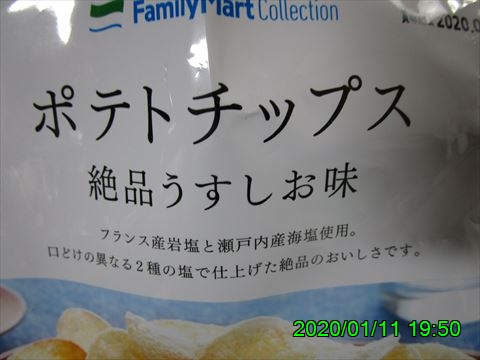 FamilyMart Collection
2020.0
ポテトチップス
絶品うすしお味
フランス産岩塩と瀬戸内産海塩使用。
口どけの異なる2種の塩で仕上げた絶品のおいしさです。
2020/01/11 19:50